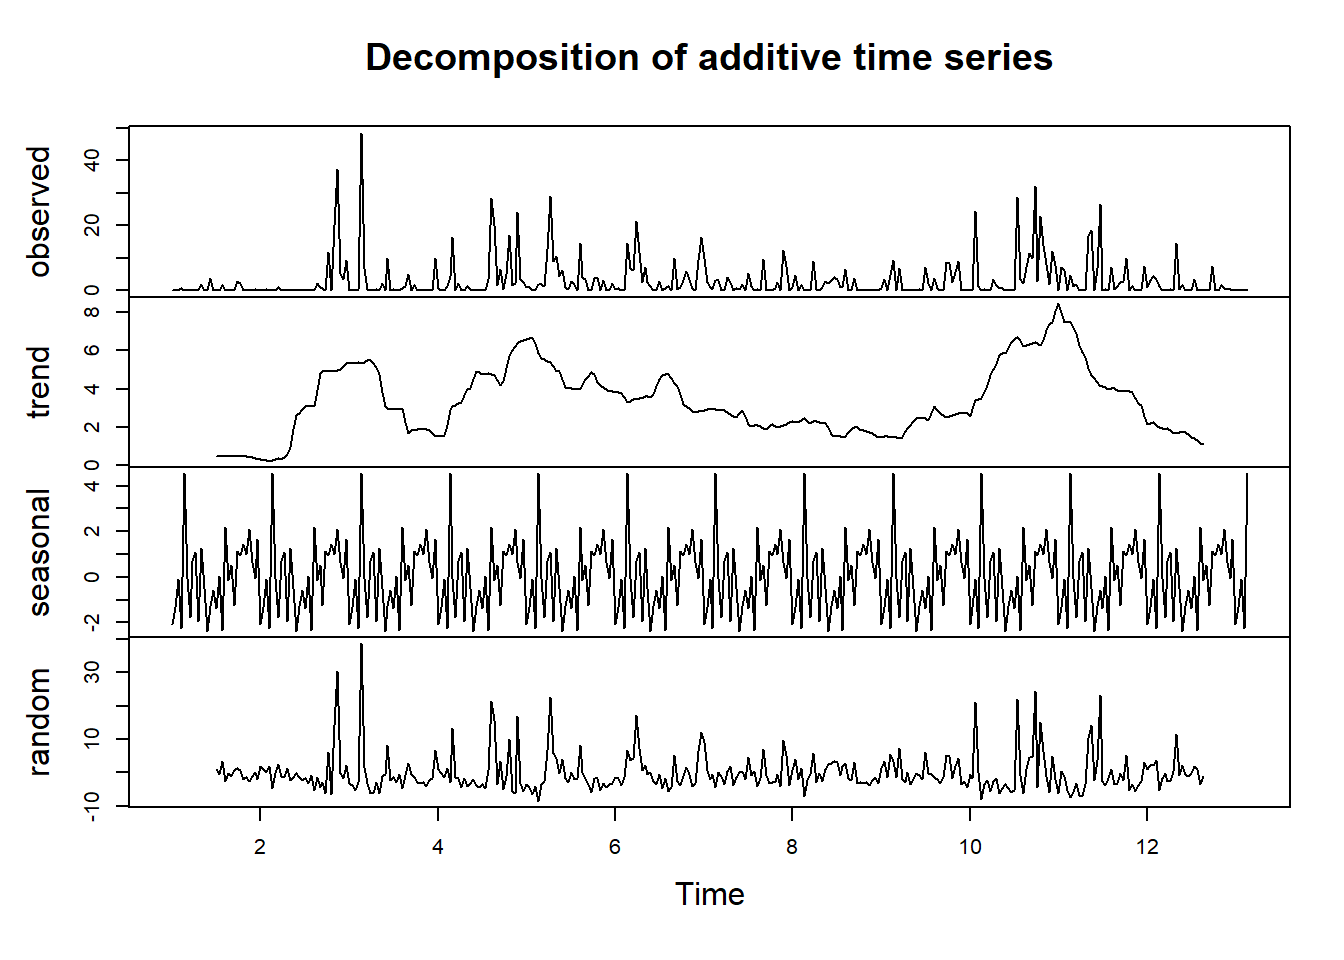 Decomposition of additive time series
observed
0 20 40
trend
0 2 4 6 8
seasonal
-2 0 2 4
random
-10 10 30
2 4 6 8 10 12
Time